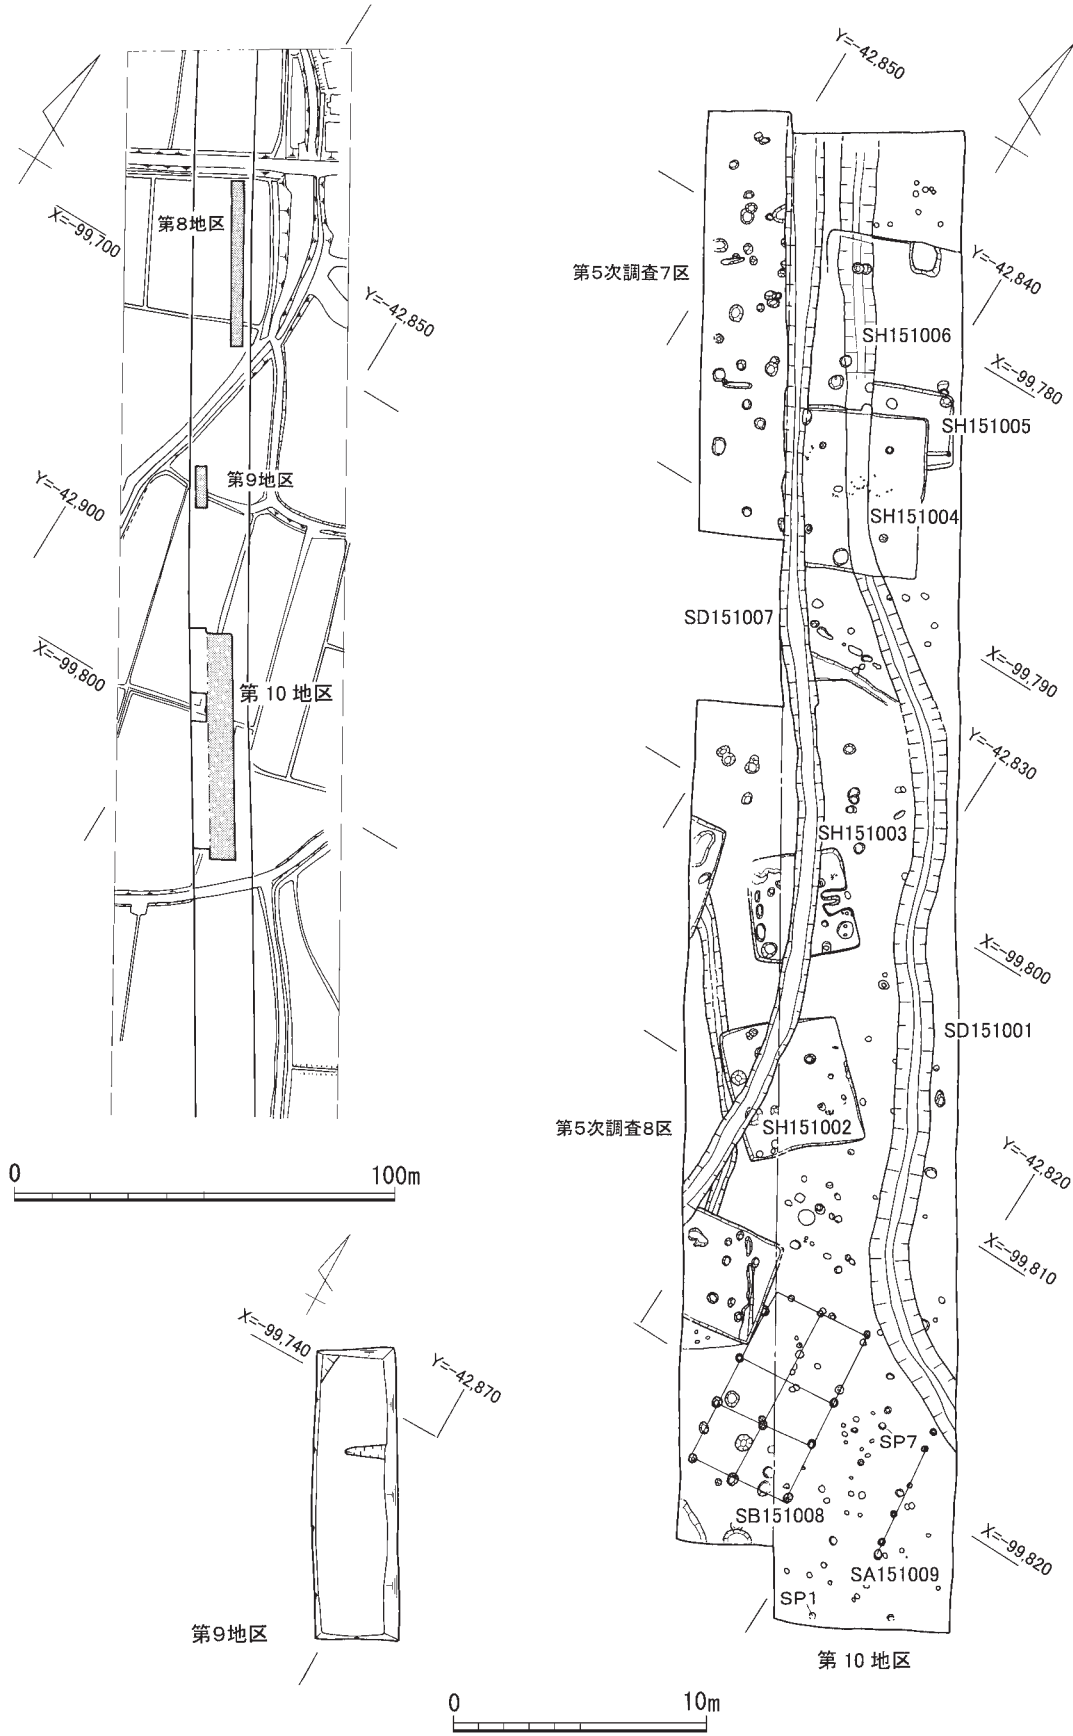 第8地区
X=-99,700
Y=-42,850
第9地区
Y=-42,900
X=-99,800
第10地区
0 100m
X=-99,740
Y=-42,870
第9地区
Y=-42,850
第5次調査7区
Y=-42,840
SH151006
X=-99,780
SH151005
SH151004
SD151007
X=-99,790
Y=-42,830
SH151003
X=-99,800
SD151001
第5次調査8区
SH151002
Y=-42,820
X=-99,810
SP7
SB151008
X=-99,820
SA151009
SP1
第10地区
0 10m